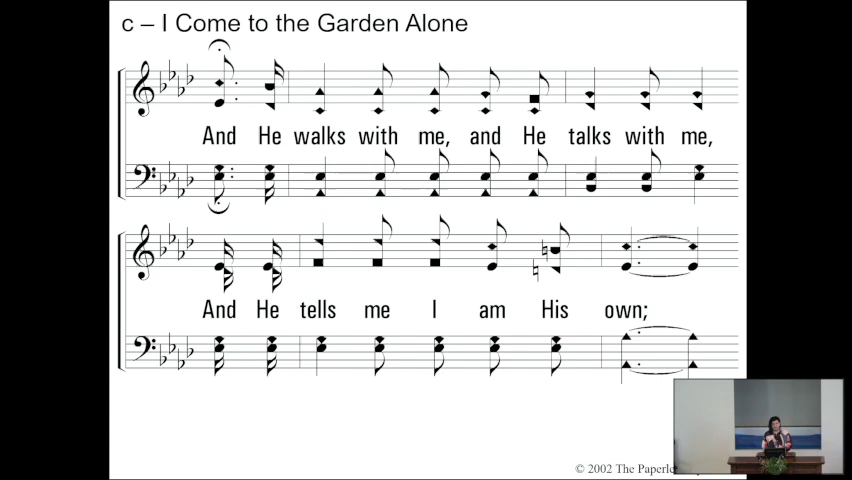 c – I Come to the Garden Alone
And He walks with me, and He talks with me,
And He tells me I am His own;
© 2002 The Paperle